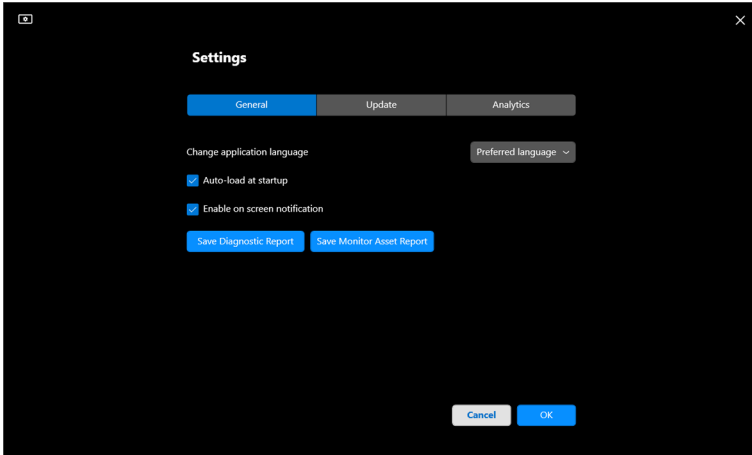 Settings
General Update Analytics
Change application language Preferred language
Auto-load at startup
Enable on screen notification
Save Diagnostic Report Save Monitor Asset Report
Cancel OK